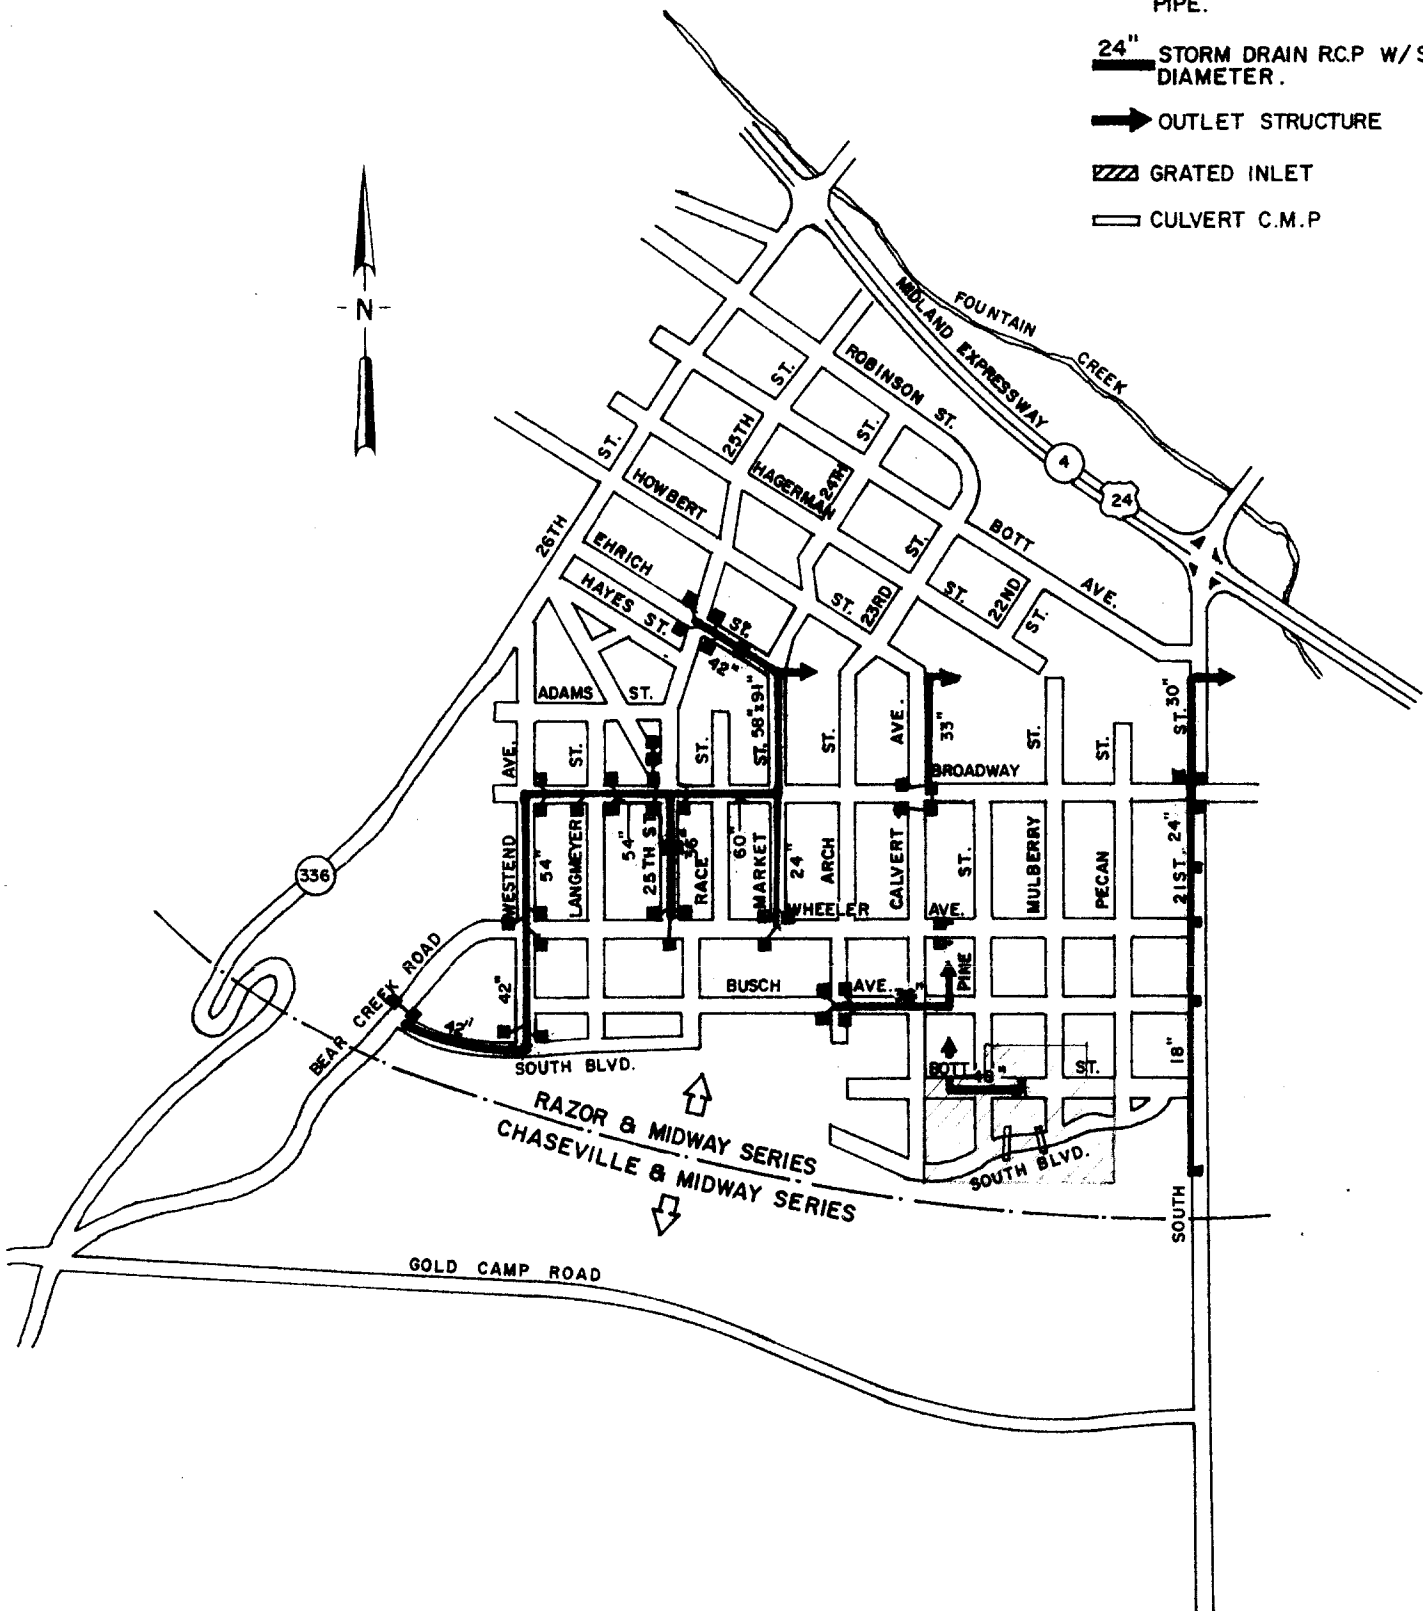 PIPE.
24" STORM DRAIN R.C.P W/ S
DIAMETER.
OUTLET STRUCTURE
GRATED INLET
CULVERT C.M.P
N
FOUNTAIN
CREEK
MIDLAND EXPRESSWAY
4
24
ROBINSON ST.
25TH ST.
24TH ST.
HAGERMAN
HOWBERT
26TH ST.
EHRICH
ST.
HAYES ST.
BOTT AVE.
23RD ST.
22ND ST.
ST.
ST.
42"
58" x 91"
33"
30"
ADAMS ST.
BROADWAY
336
WESTEND AVE.
LANGMEYER ST.
25TH ST
RACE ST.
MARKET ST.
ARCH ST.
CALVERT AVE.
ST.
MULBERRY ST.
PECAN ST.
21ST. ST.
54"
54"
36
60"
24"
24"
WHEELER AVE.
BEAR CREEK ROAD
42"
42"
BUSCH AVE.
PINE
18"
SOUTH BLVD.
BOTT ST.
48"
SOUTH BLVD.
RAZOR & MIDWAY SERIES
CHASEVILLE & MIDWAY SERIES
SOUTH
GOLD CAMP ROAD